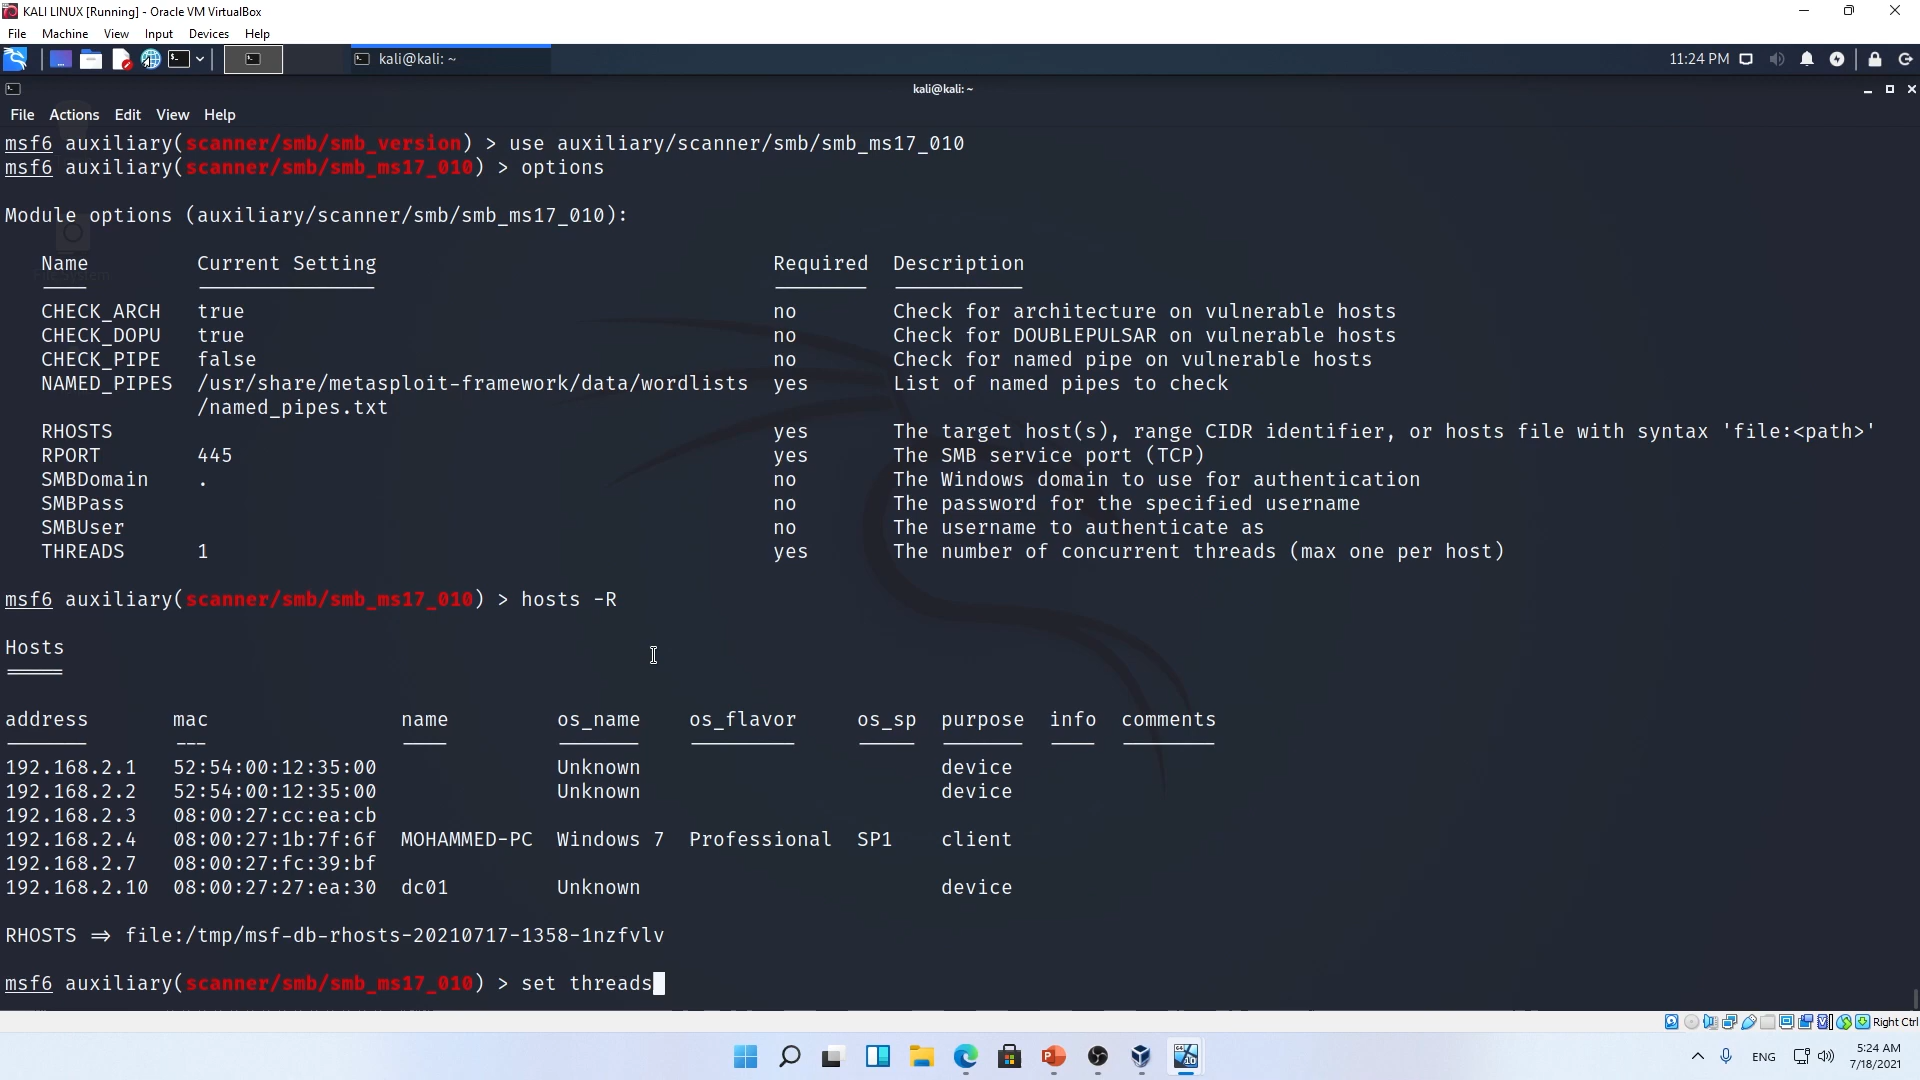 KALI LINUX [Running] - Oracle VM VirtualBox
File Machine View Input Devices Help
kali@kali: ~ 11:24 PM
kali@kali: ~
File Actions Edit View Help
msf6 auxiliary(scanner/smb/smb_version) > use auxiliary/scanner/smb/smb_ms17_010
msf6 auxiliary(scanner/smb/smb_ms17_010) > options
Module options (auxiliary/scanner/smb/smb_ms17_010):
Name Current Setting Required Description
CHECK_ARCH true no Check for architecture on vulnerable hosts
CHECK_DOPU true no Check for DOUBLEPULSAR on vulnerable hosts
CHECK_PIPE false no Check for named pipe on vulnerable hosts
NAMED_PIPES /usr/share/metasploit-framework/data/wordlists yes List of named pipes to check
/named_pipes.txt
RHOSTS yes The target host(s), range CIDR identifier, or hosts file with syntax 'file:<path>'
RPORT 445 yes The SMB service port (TCP)
SMBDomain . no The Windows domain to use for authentication
SMBPass no The password for the specified username
SMBUser no The username to authenticate as
THREADS 1 yes The number of concurrent threads (max one per host)
msf6 auxiliary(scanner/smb/smb_ms17_010) > hosts -R
Hosts
=====
address mac name os_name os_flavor os_sp purpose info comments
192.168.2.1 52:54:00:12:35:00 Unknown device
192.168.2.2 52:54:00:12:35:00 Unknown device
192.168.2.3 08:00:27:cc:ea:cb
192.168.2.4 08:00:27:1b:7f:6f MOHAMMED-PC Windows 7 Professional SP1 client
192.168.2.7 08:00:27:fc:39:bf
192.168.2.10 08:00:27:27:ea:30 dc01 Unknown device
RHOSTS => file:/tmp/msf-db-rhosts-20210717-1358-1nzfvlv
msf6 auxiliary(scanner/smb/smb_ms17_010) > set threads
Right Ctrl
ENG 5:24 AM
7/18/2021